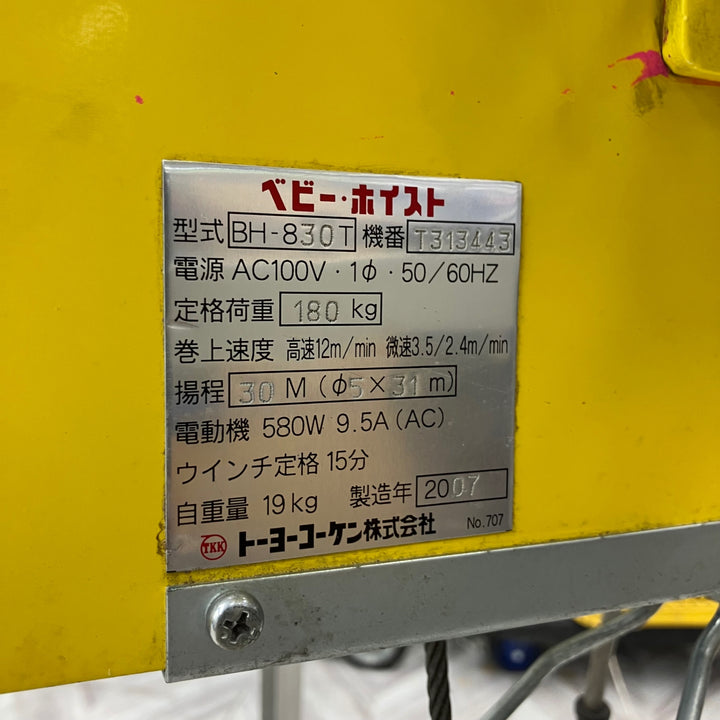 ベビー・ホイスト
型式 BH-830T 機番 T313443
電源 AC100V・1φ・50/60HZ
定格荷重 180 kg
巻上速度 高速12m/min 微速3.5/2.4m/min
揚程 30 M (φ5×31m)
電動機 580W 9.5A (AC)
ウインチ定格 15分
自重量 19kg 製造年 2007
TKK トーヨーコーケン株式会社 No.707